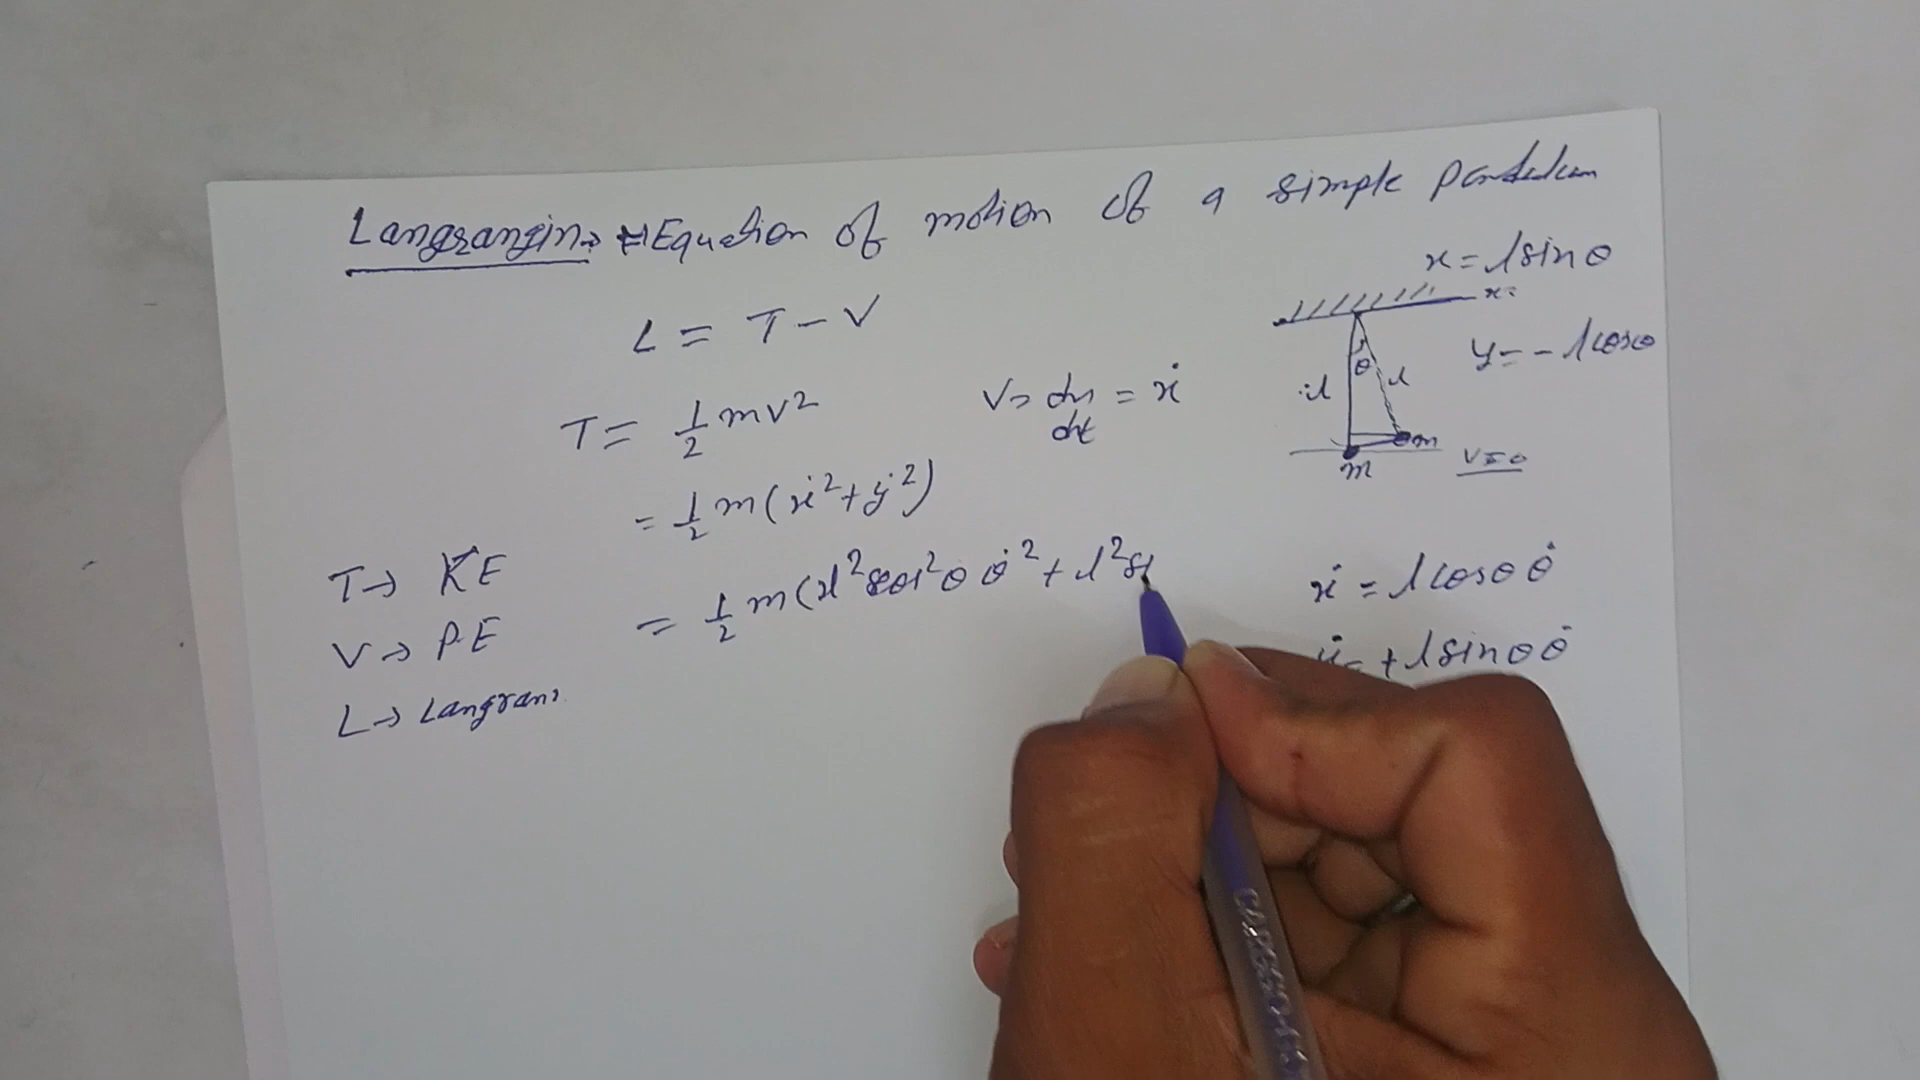 Langrangin → Equation of motion of a simple pendulum
x = l sin θ
x =
L = T - V
y = - l cos θ
θ
l
l
T = 1/2 mv²
V → dx/dt = ẋ
m
V = 0
m
= 1/2 m(ẋ² + ẏ²)
T → KE
= 1/2 m(l² cos² θ θ̇² + l² si
ẋ = l cos θ θ̇
V → P.E
ẏ = + l sin θ θ̇
L → Langran